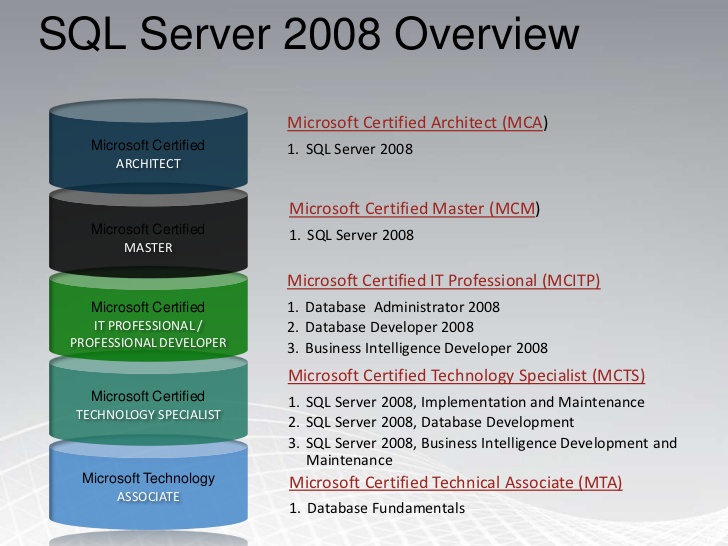 SQL Server 2008 Overview
Microsoft Certified
ARCHITECT
Microsoft Certified Architect (MCA)
1. SQL Server 2008
Microsoft Certified
MASTER
Microsoft Certified Master (MCM)
1. SQL Server 2008
Microsoft Certified
IT PROFESSIONAL /
PROFESSIONAL DEVELOPER
Microsoft Certified IT Professional (MCITP)
1. Database Administrator 2008
2. Database Developer 2008
3. Business Intelligence Developer 2008
Microsoft Certified
TECHNOLOGY SPECIALIST
Microsoft Certified Technology Specialist (MCTS)
1. SQL Server 2008, Implementation and Maintenance
2. SQL Server 2008, Database Development
3. SQL Server 2008, Business Intelligence Development and
Maintenance
Microsoft Technology
ASSOCIATE
Microsoft Certified Technical Associate (MTA)
1. Database Fundamentals